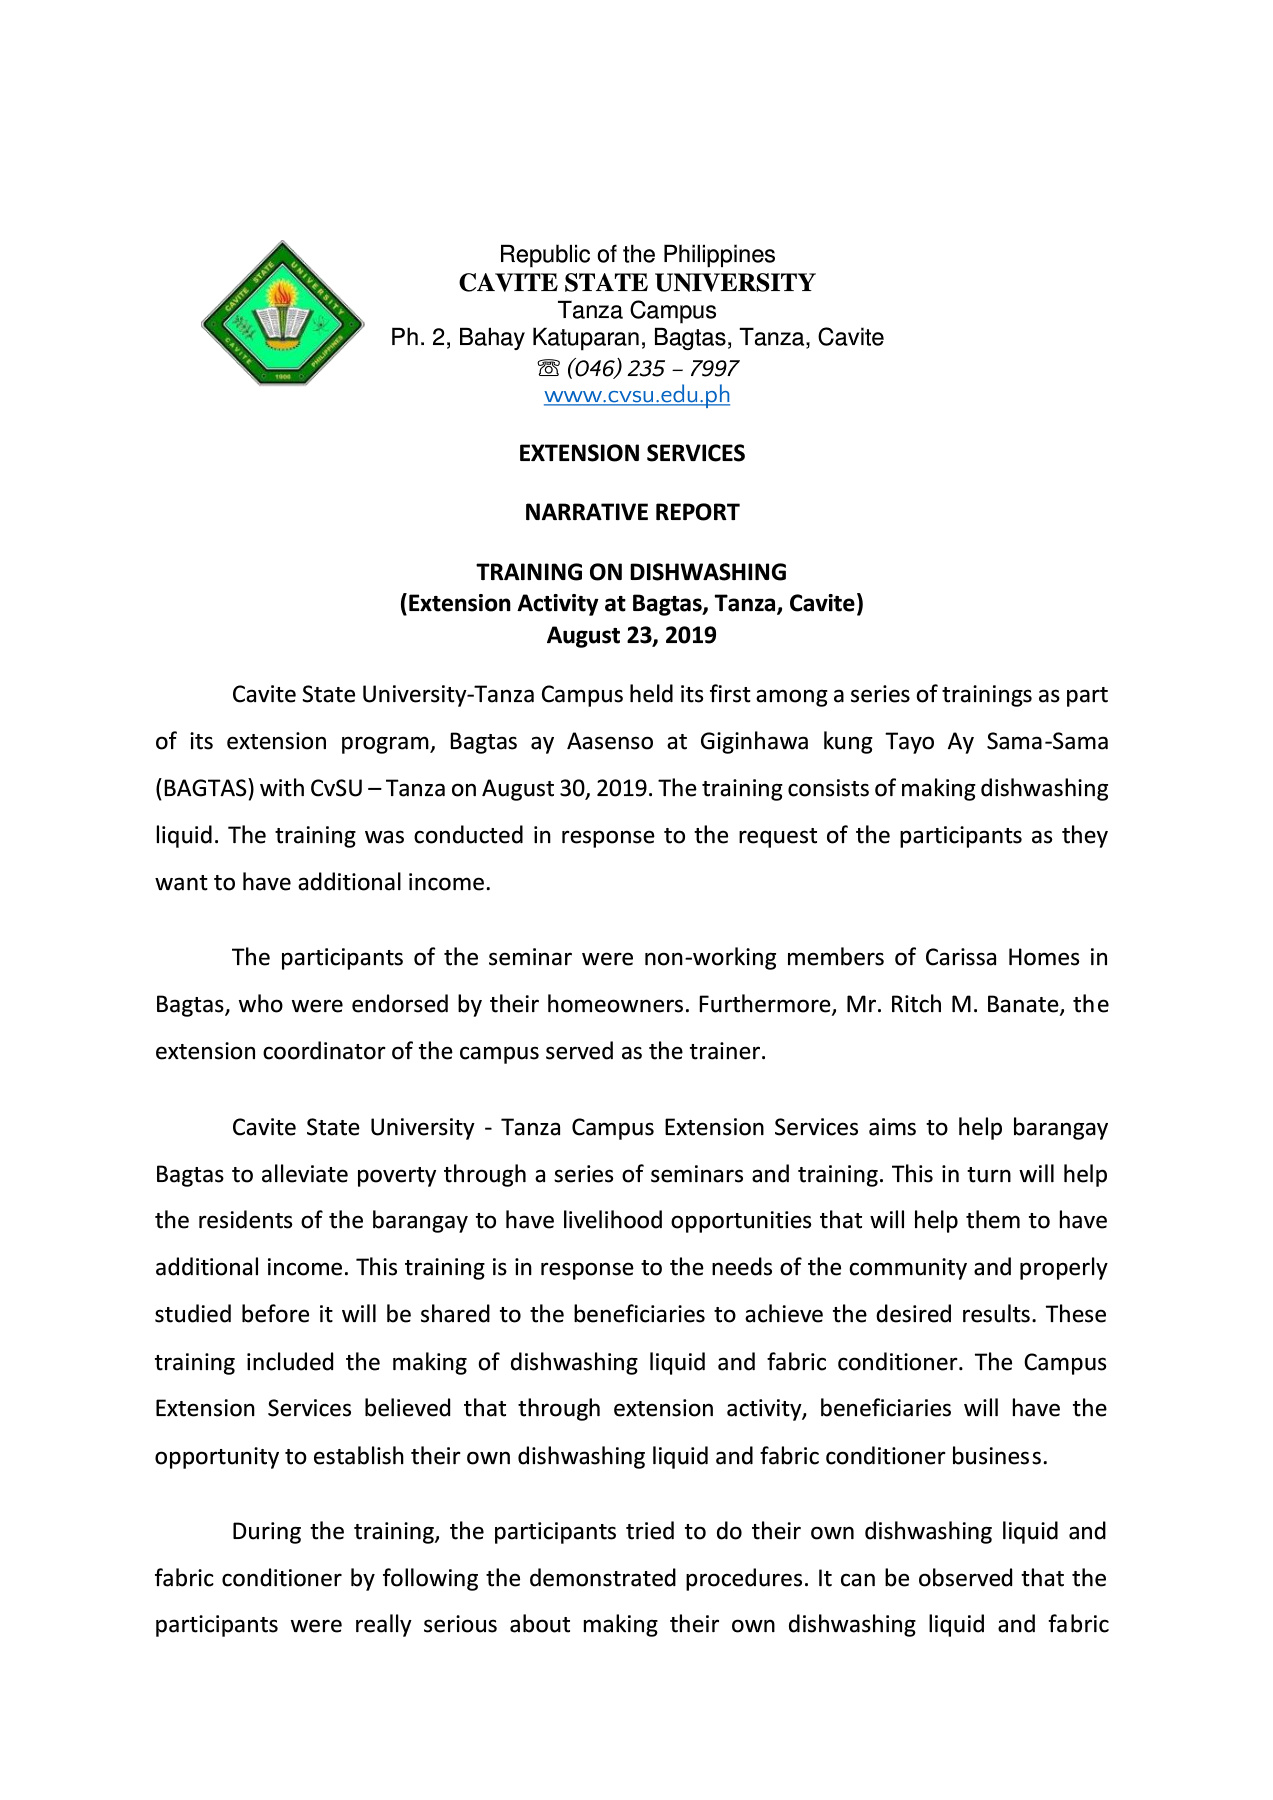 Republic of the Philippines
CAVITE STATE UNIVERSITY
Tanza Campus
Ph. 2, Bahay Katuparan, Bagtas, Tanza, Cavite
☏ (046) 235 – 7997
www.cvsu.edu.ph
CAVITE STATE UNIVERSITY
CAVITE PHILIPPINES
1906
EXTENSION SERVICES
NARRATIVE REPORT
TRAINING ON DISHWASHING
(Extension Activity at Bagtas, Tanza, Cavite)
August 23, 2019
Cavite State University-Tanza Campus held its first among a series of trainings as part
of its extension program, Bagtas ay Aasenso at Giginhawa kung Tayo Ay Sama-Sama
(BAGTAS) with CvSU – Tanza on August 30, 2019. The training consists of making dishwashing
liquid. The training was conducted in response to the request of the participants as they
want to have additional income.
The participants of the seminar were non-working members of Carissa Homes in
Bagtas, who were endorsed by their homeowners. Furthermore, Mr. Ritch M. Banate, the
extension coordinator of the campus served as the trainer.
Cavite State University - Tanza Campus Extension Services aims to help barangay
Bagtas to alleviate poverty through a series of seminars and training. This in turn will help
the residents of the barangay to have livelihood opportunities that will help them to have
additional income. This training is in response to the needs of the community and properly
studied before it will be shared to the beneficiaries to achieve the desired results. These
training included the making of dishwashing liquid and fabric conditioner. The Campus
Extension Services believed that through extension activity, beneficiaries will have the
opportunity to establish their own dishwashing liquid and fabric conditioner business.
During the training, the participants tried to do their own dishwashing liquid and
fabric conditioner by following the demonstrated procedures. It can be observed that the
participants were really serious about making their own dishwashing liquid and fabric